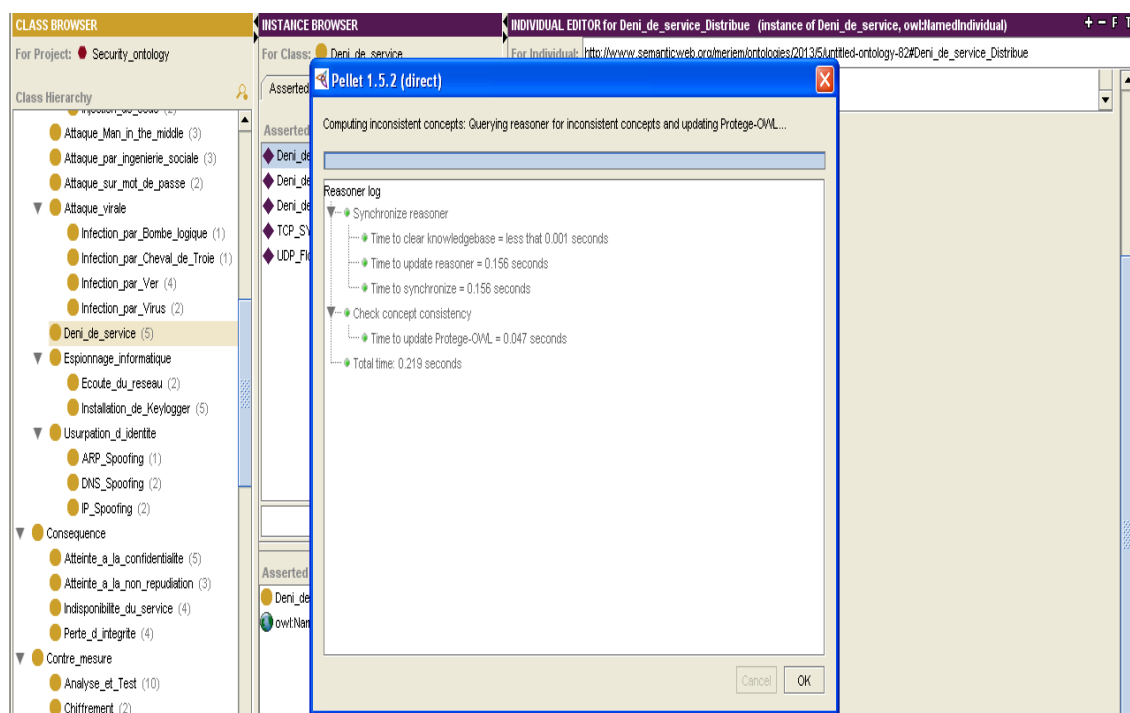 CLASS BROWSER
For Project: Security_ontology
Class Hierarchy
Attaque_Man_in_the_middle (3)
Attaque_par_ingenierie_sociale (3)
Attaque_sur_mot_de_passe (2)
Attaque_virale
Infection_par_Bombe_logique (1)
Infection_par_Cheval_de_Troie (1)
Infection_par_Ver (4)
Infection_par_Virus (2)
Deni_de_service (5)
Espionnage_informatique
Ecoute_du_reseau (2)
Installation_de_Keylogger (5)
Usurpation_d_identite
ARP_Spoofing (1)
DNS_Spoofing (2)
IP_Spoofing (2)
Consequence
Atteinte_a_la_confidentialite (5)
Atteinte_a_la_non_repudiation (3)
Indisponibilite_du_service (4)
Perte_d_integrite (4)
Contre_mesure
Analyse_et_Test (10)
Chiffrement (2)
INSTANCE BROWSER
For Class: Deni_de_service
Asserted
Asserted
Deni_de
Deni_de
Deni_de
TCP_SY
UDP_Flo
Asserted
Deni_de
owl:Nam
INDIVIDUAL EDITOR for Deni_de_service_Distribue (instance of Deni_de_service, owl:NamedIndividual) + − F T
For Individual: http://www.semanticweb.org/meriem/ontologies/2013/5/untitled-ontology-82#Deni_de_service_Distribue
Pellet 1.5.2 (direct)
Computing inconsistent concepts: Querying reasoner for inconsistent concepts and updating Protege-OWL...
Reasoner log
Synchronize reasoner
Time to clear knowledgebase = less that 0.001 seconds
Time to update reasoner = 0.156 seconds
Time to synchronize = 0.156 seconds
Check concept consistency
Time to update Protege-OWL = 0.047 seconds
Total time: 0.219 seconds
Cancel OK